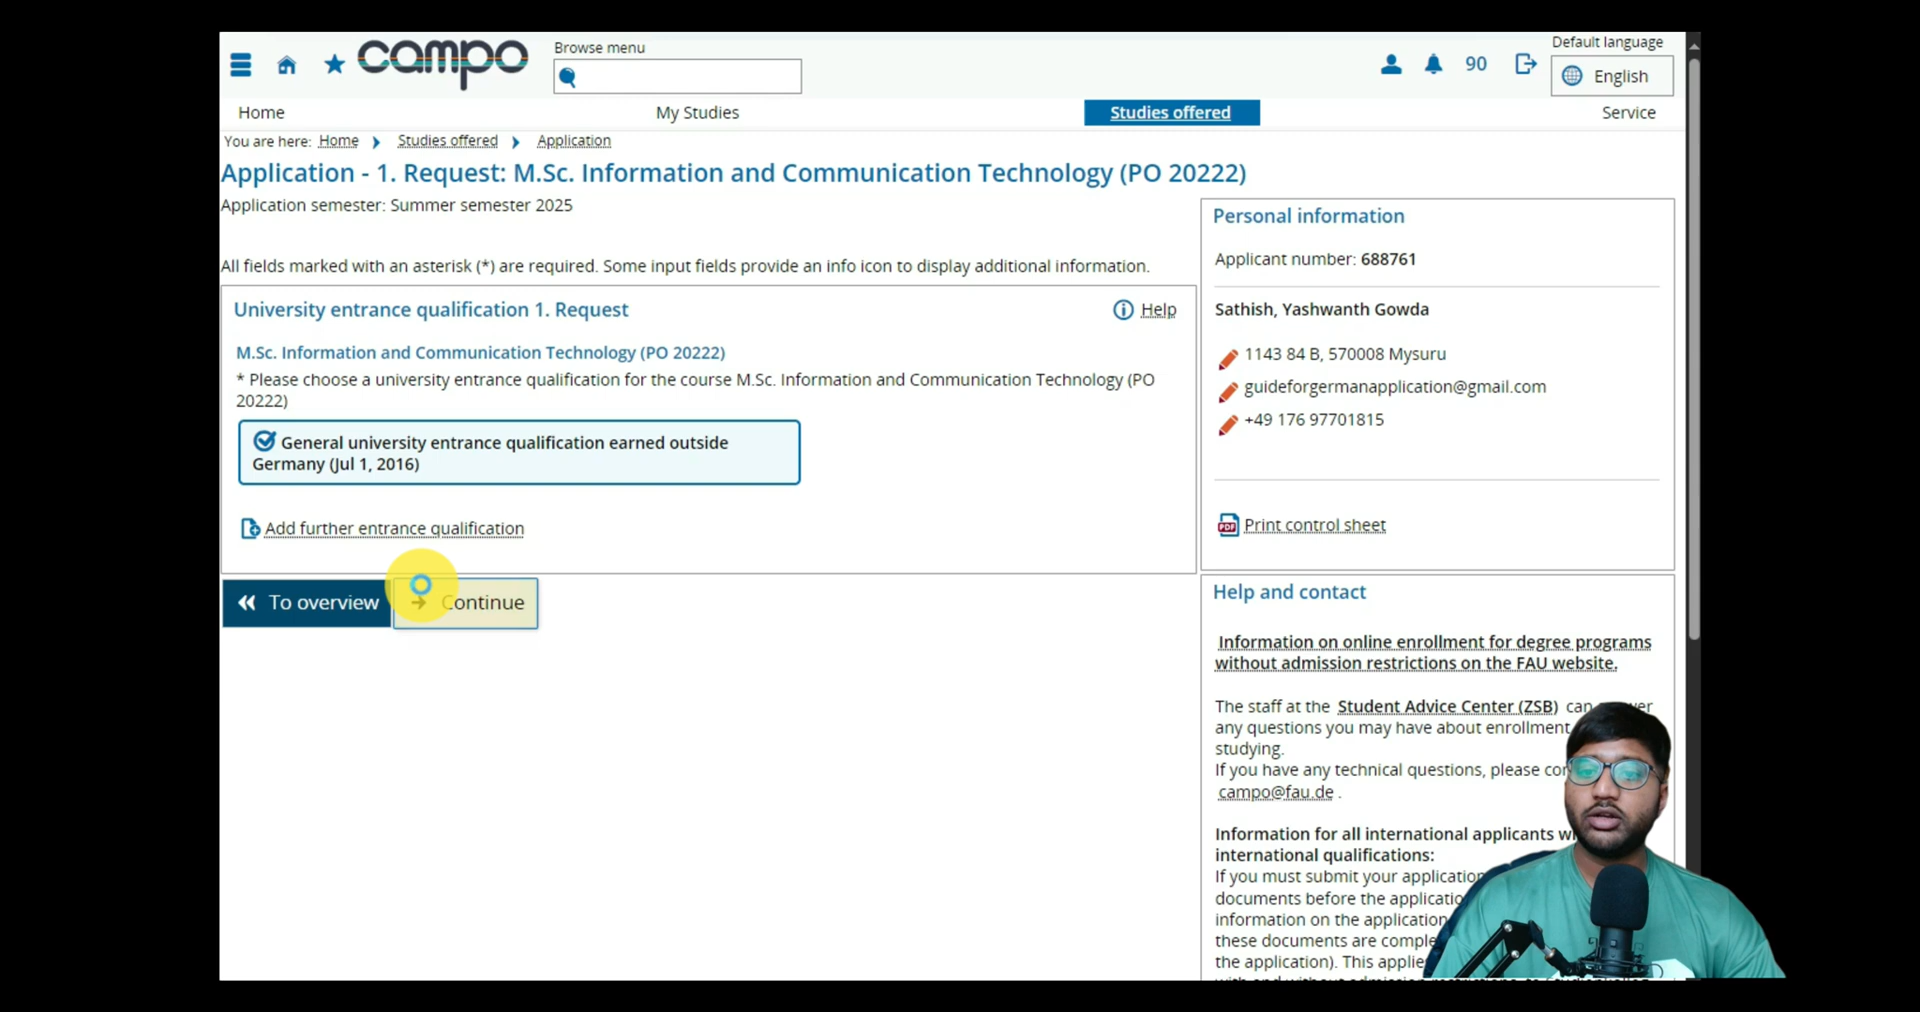 campo
Browse menu
90
Default language
English
Home
My Studies
Studies offered
Service
You are here: Home
Studies offered
Application
Application - 1. Request: M.Sc. Information and Communication Technology (PO 20222)
Application semester: Summer semester 2025
All fields marked with an asterisk (*) are required. Some input fields provide an info icon to display additional information.
University entrance qualification 1. Request
Help
M.Sc. Information and Communication Technology (PO 20222)
* Please choose a university entrance qualification for the course M.Sc. Information and Communication Technology (PO
20222)
General university entrance qualification earned outside
Germany (Jul 1, 2016)
Add further entrance qualification
To overview
Continue
Personal information
Applicant number: 688761
Sathish, Yashwanth Gowda
1143 84 B, 570008 Mysuru
guideforgermanapplication@gmail.com
+49 176 97701815
PDF
Print control sheet
Help and contact
Information on online enrollment for degree programs
without admission restrictions on the FAU website.
The staff at the Student Advice Center (ZSB)
any questions you may have about enrollment
studying.
If you have any technical questions, please
campo@fau.de .
Information for all international applicants
international qualifications:
If you must submit your application
documents before the
information on the application
these documents are
the application). This